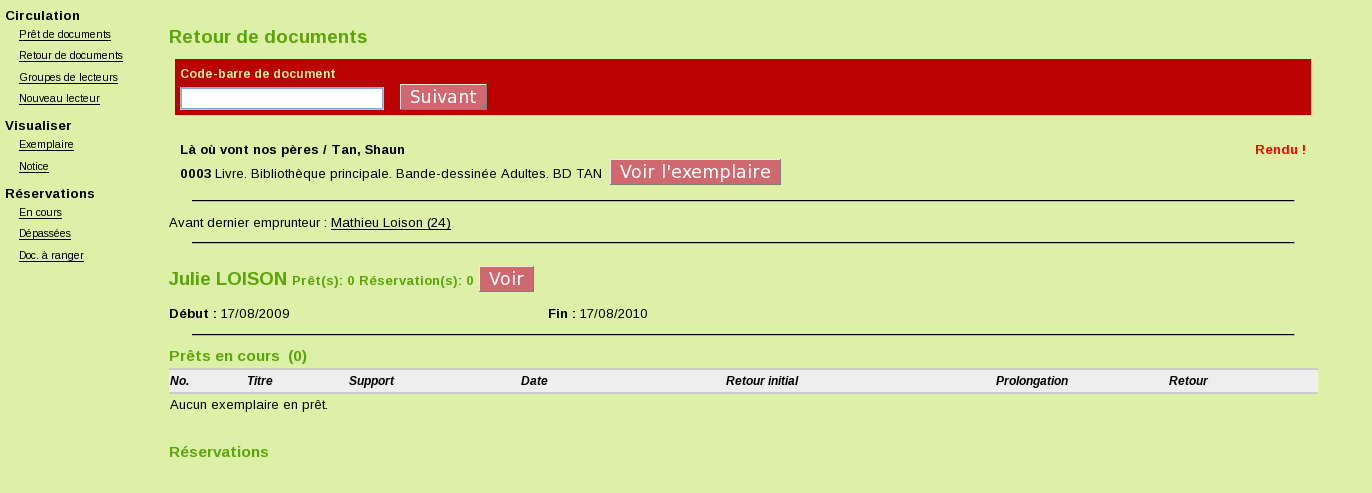 Circulation
Prêt de documents
Retour de documents
Groupes de lecteurs
Nouveau lecteur
Visualiser
Exemplaire
Notice
Réservations
En cours
Dépassées
Doc. à ranger
Retour de documents
Code-barre de document
Suivant
Là où vont nos pères / Tan, Shaun Rendu !
0003 Livre. Bibliothèque principale. Bande-dessinée Adultes. BD TAN Voir l'exemplaire
Avant dernier emprunteur : Mathieu Loison (24)
Julie LOISON Prêt(s): 0 Réservation(s): 0 Voir
Début : 17/08/2009 Fin : 17/08/2010
Prêts en cours (0)
No. Titre Support Date Retour initial Prolongation Retour
Aucun exemplaire en prêt.
Réservations